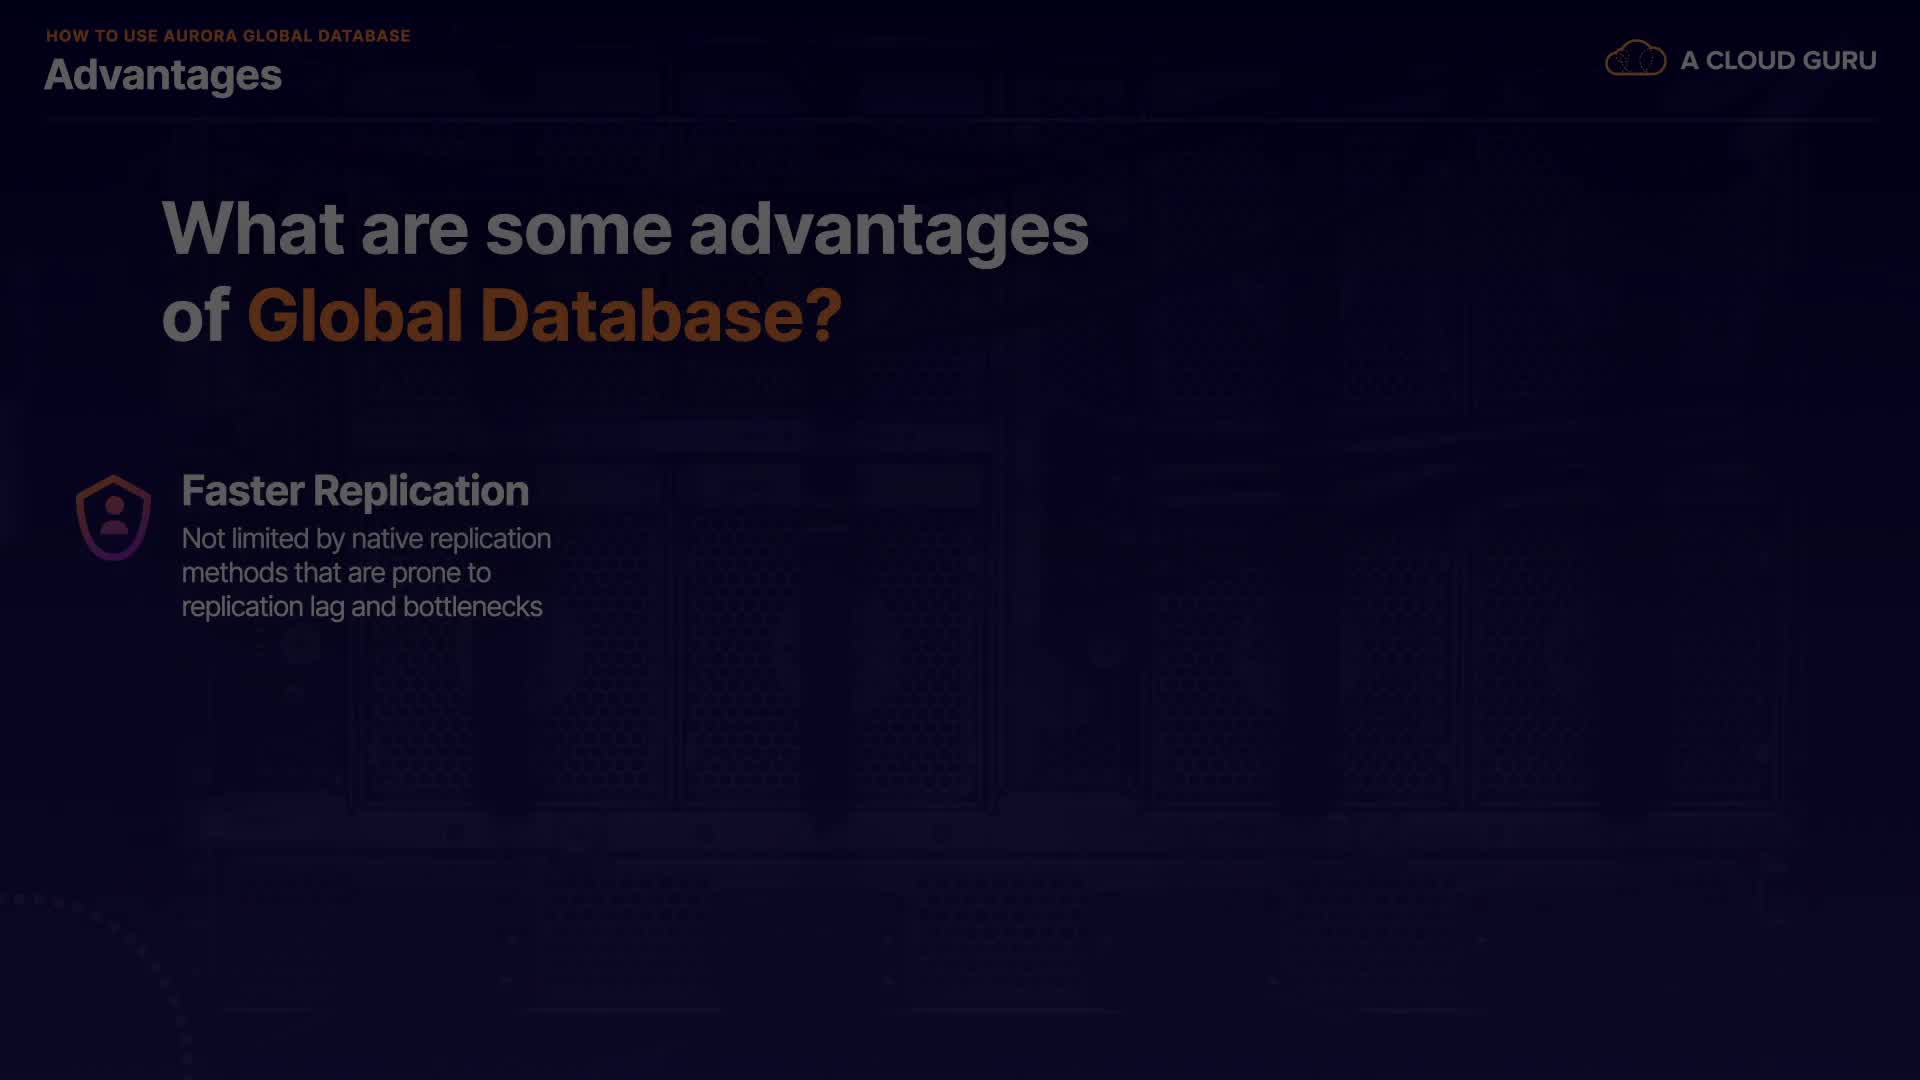 HOW TO USE AURORA GLOBAL DATABASE
Advantages
A CLOUD GURU
What are some advantages
of Global Database?
Faster Replication
Not limited by native replication
methods that are prone to
replication lag and bottlenecks